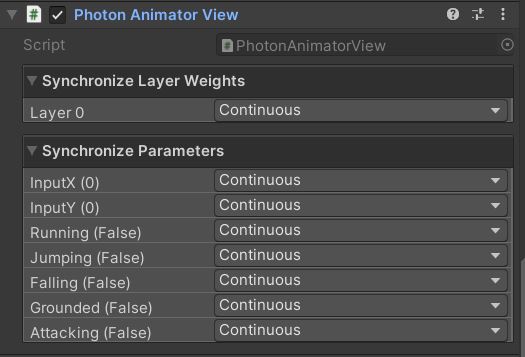 Photon Animator View
Script PhotonAnimatorView
Synchronize Layer Weights
Layer 0 Continuous
Synchronize Parameters
InputX (0) Continuous
InputY (0) Continuous
Running (False) Continuous
Jumping (False) Continuous
Falling (False) Continuous
Grounded (False) Continuous
Attacking (False) Continuous